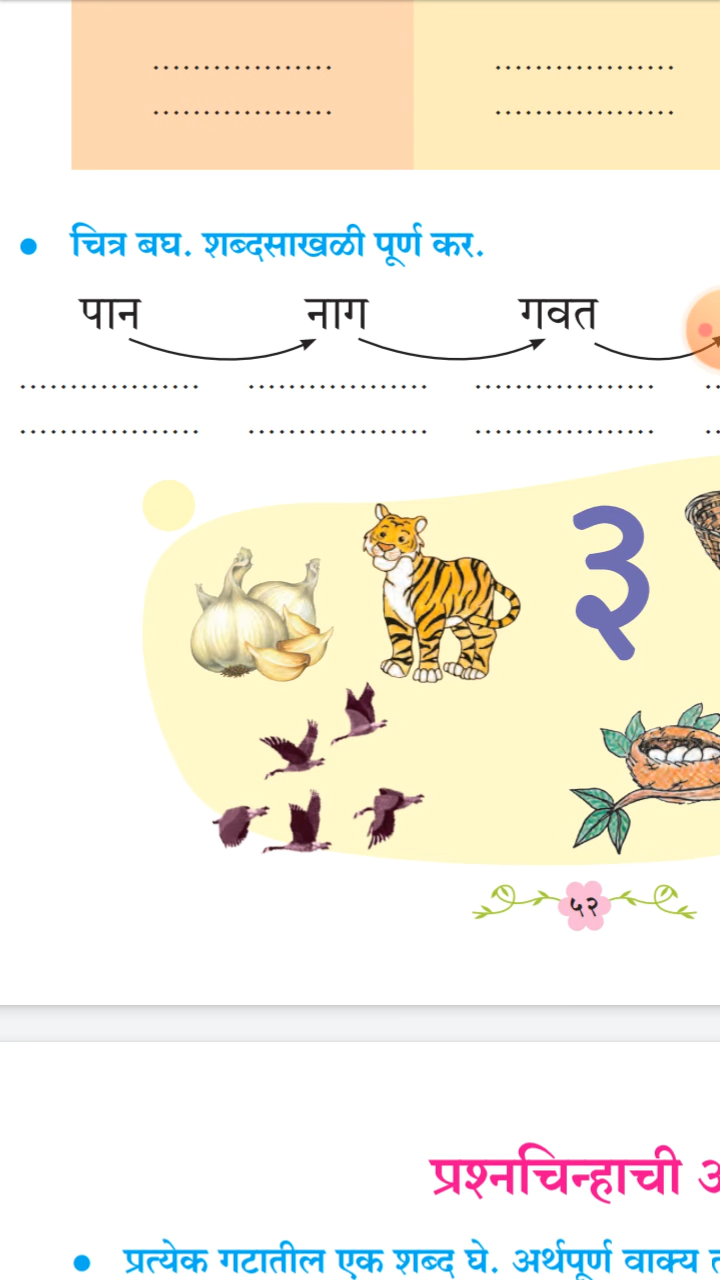 .................. ..................
.................. ..................
• चित्र बघ. शब्दसाखळी पूर्ण कर.
पान नाग गवत
.................. .................. .................. ..
.................. .................. .................. ..
३
५२
प्रश्नचिन्हाची
• प्रत्येक गटातील एक शब्द घे. अर्थपूर्ण वाक्य